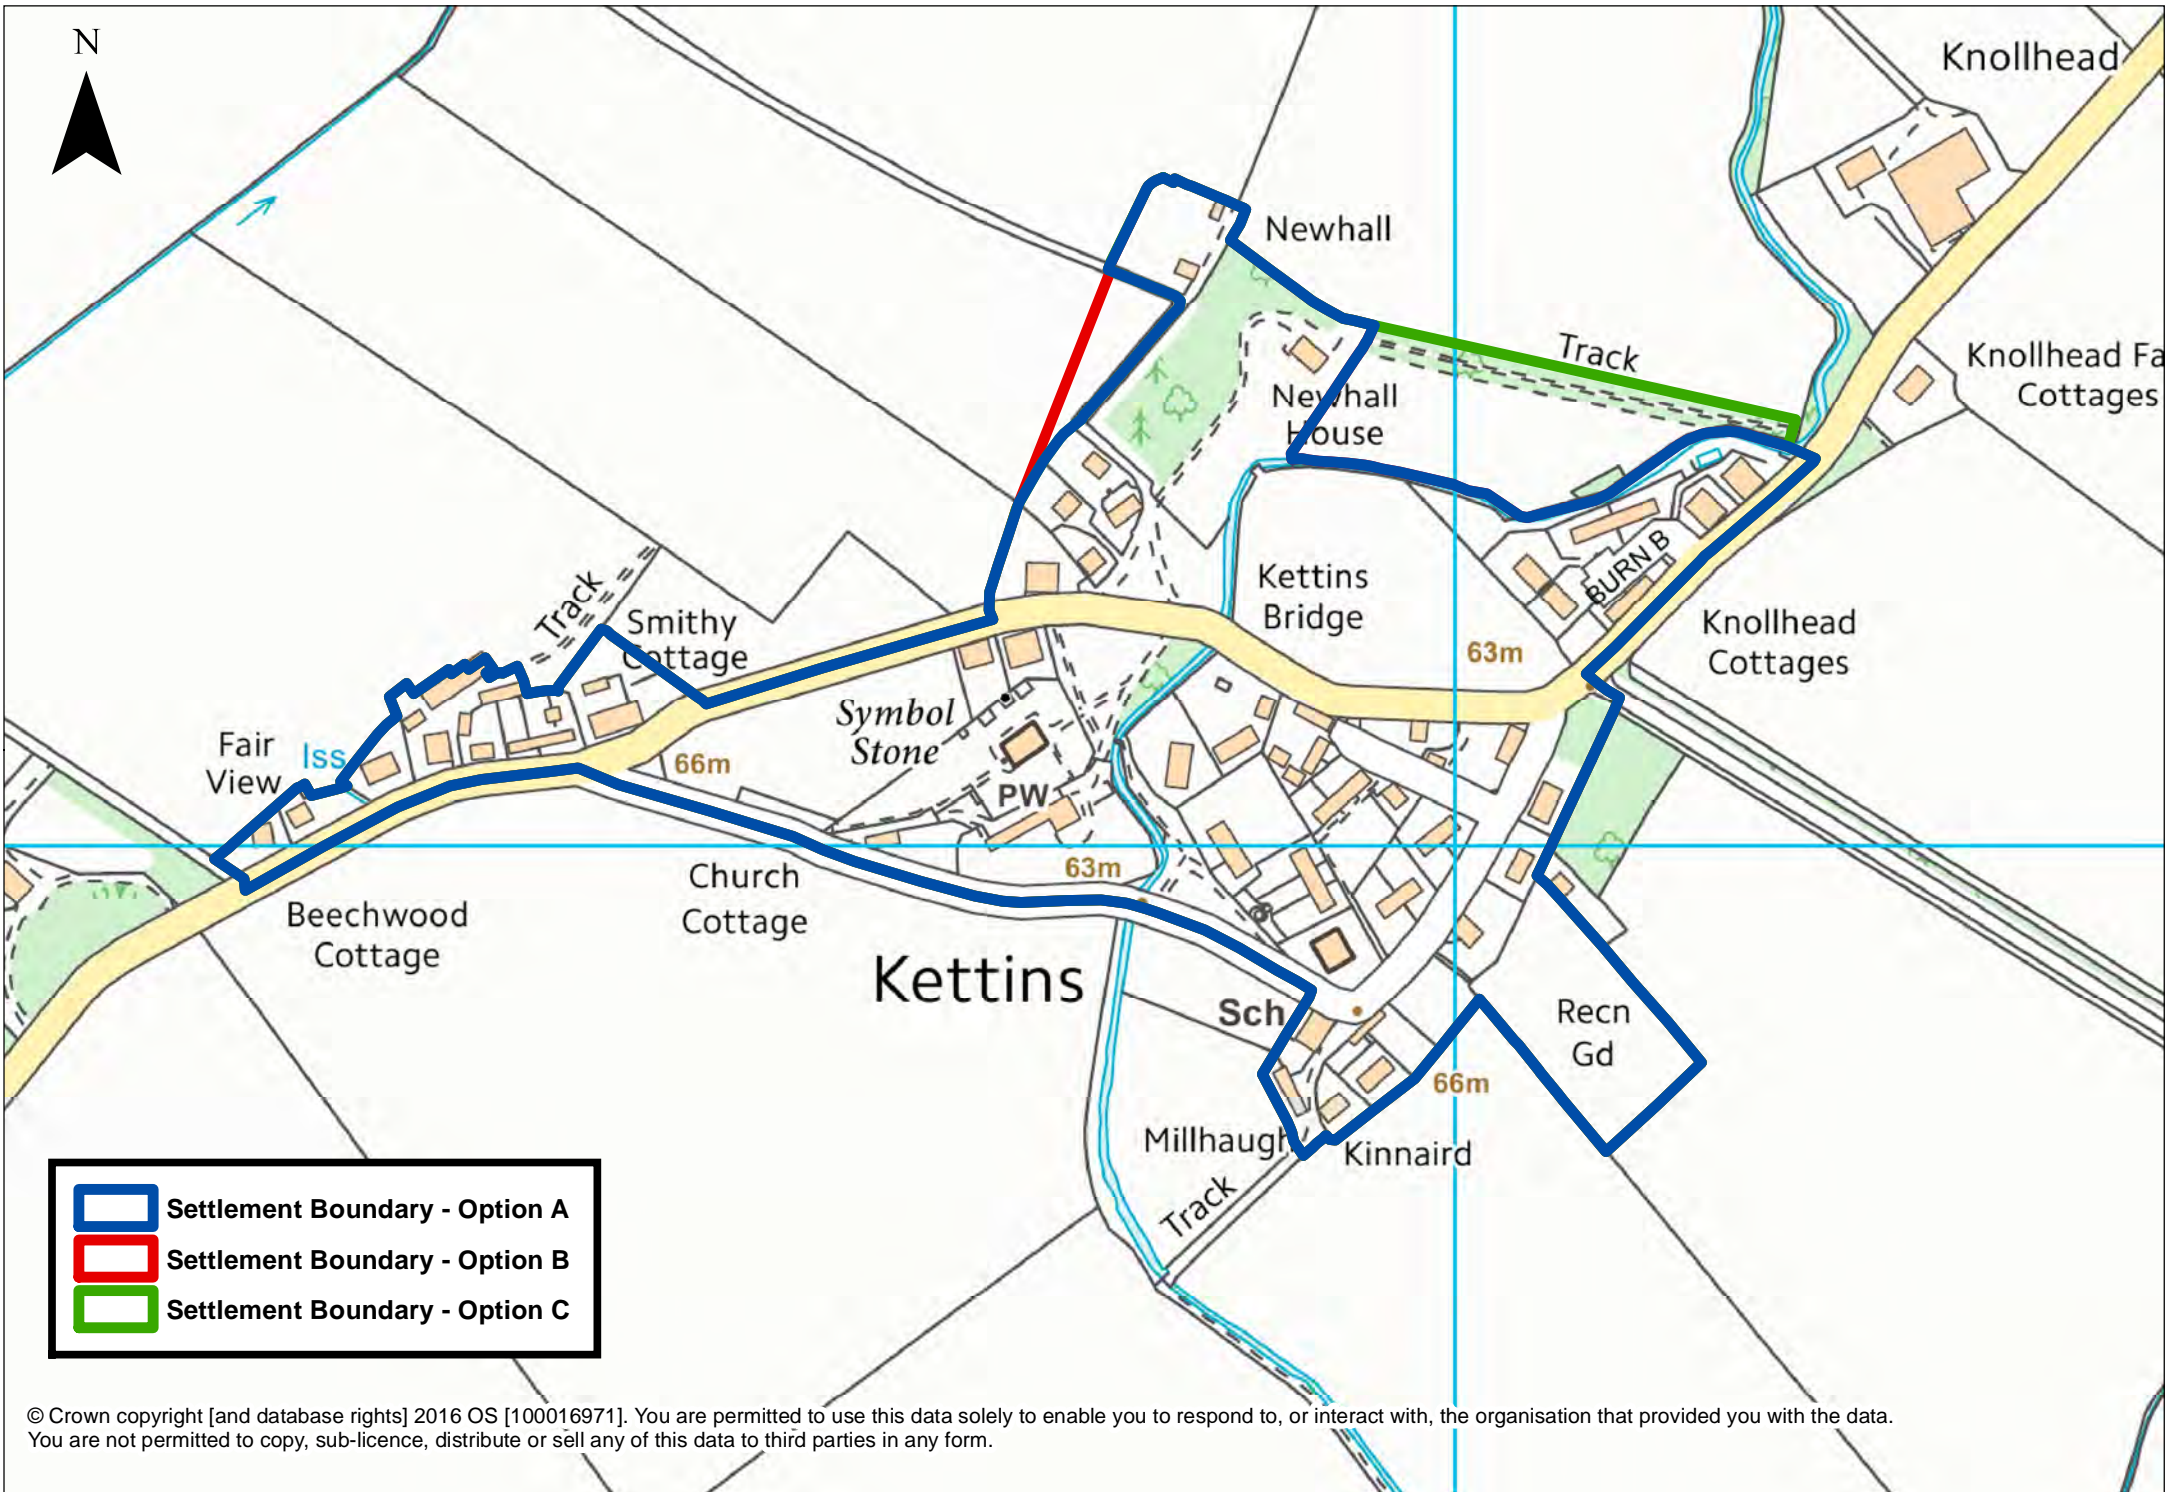 N
Knollhead
Newhall
Track
Knollhead Fa
Cottages
Newhall
House
Track
Smithy
Cottage
Kettins
Bridge
BURN B
63m
Knollhead
Cottages
Symbol
Stone
Fair
View
Iss
66m
PW
63m
Church
Cottage
Beechwood
Cottage
Kettins
Sch
Recn
Gd
66m
Millhaugh
Kinnaird
Track
Settlement Boundary - Option A
Settlement Boundary - Option B
Settlement Boundary - Option C
© Crown copyright [and database rights] 2016 OS [100016971]. You are permitted to use this data solely to enable you to respond to, or interact with, the organisation that provided you with the data.
You are not permitted to copy, sub-licence, distribute or sell any of this data to third parties in any form.